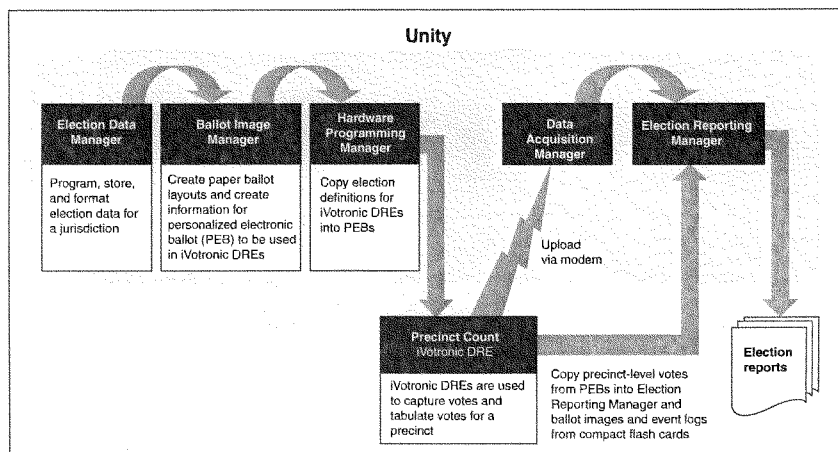 Unity
Election Data
Manager
Program, store,
and format
election data for
a jurisdiction
Ballot Image
Manager
Create paper ballot
layouts and create
information for
personalized electronic
ballot (PEB) to be used
in iVotronic DREs
Hardware
Programming
Manager
Copy election
definitions for
iVotronic DREs
into PEBs
Data
Acquisition
Manager
Election Reporting
Manager
Upload
via modem
Precinct Count
iVotronic DRE
iVotronic DREs are used
to capture votes and
tabulate votes for a
precinct
Copy precinct-level votes
from PEBs into Election
Reporting Manager and
ballot images and event logs
from compact flash cards
Election
reports